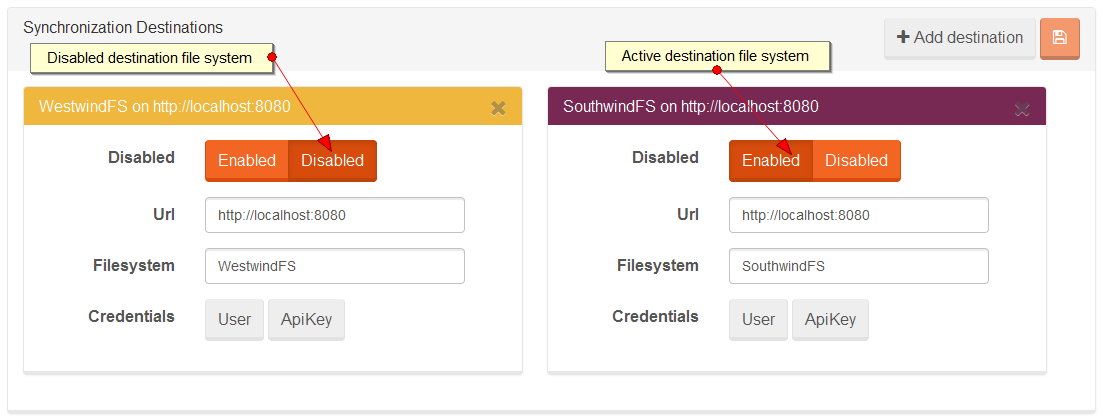 Synchronization Destinations
Add destination
Disabled destination file system
Active destination file system
WestwindFS on http://localhost:8080
Disabled
Enabled
Disabled
Url
http://localhost:8080
Filesystem
WestwindFS
Credentials
User
ApiKey
SouthwindFS on http://localhost:8080
Disabled
Enabled
Disabled
Url
http://localhost:8080
Filesystem
SouthwindFS
Credentials
User
ApiKey